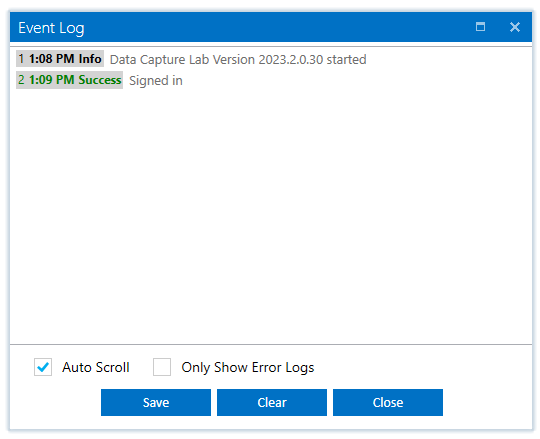 Event Log
1 1:08 PM Info Data Capture Lab Version 2023.2.0.30 started
2 1:09 PM Success Signed in
Auto Scroll Only Show Error Logs
Save Clear Close